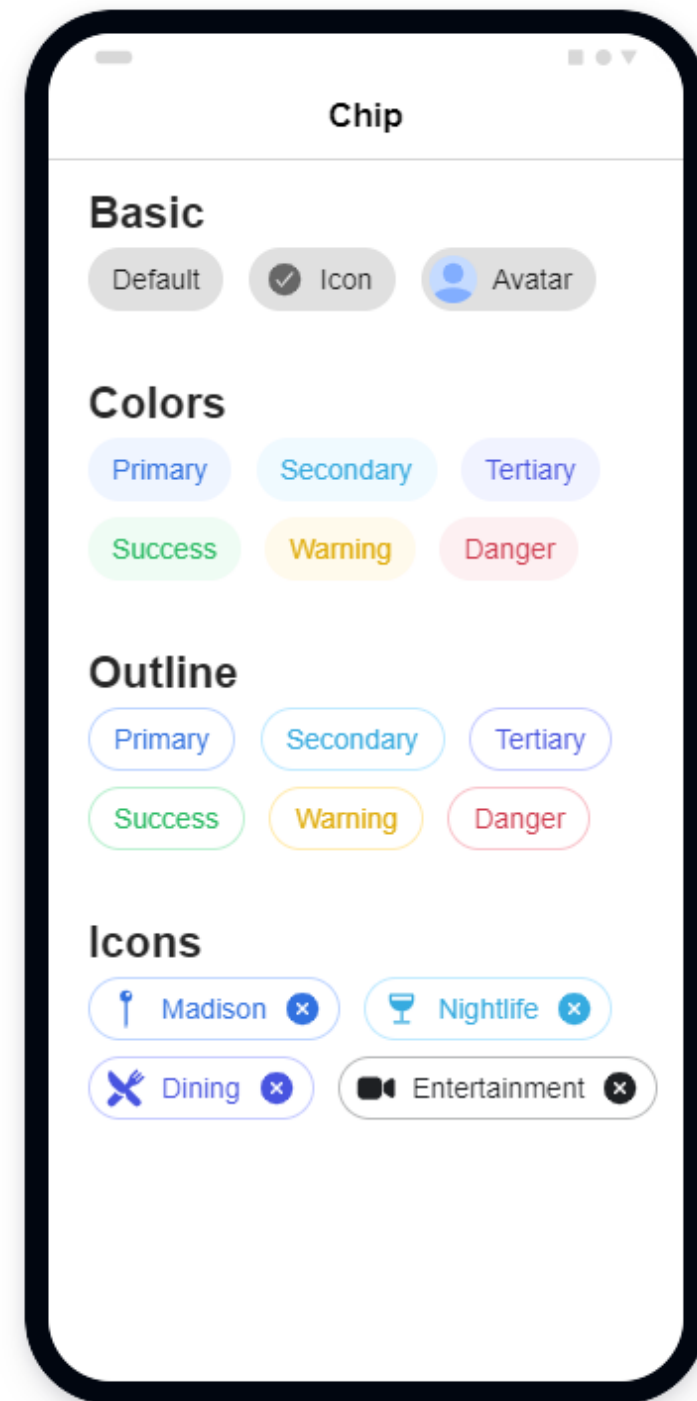 Chip
Basic
Default Icon Avatar
Colors
Primary Secondary Tertiary
Success Warning Danger
Outline
Primary Secondary Tertiary
Success Warning Danger
Icons
Madison Nightlife
Dining Entertainment